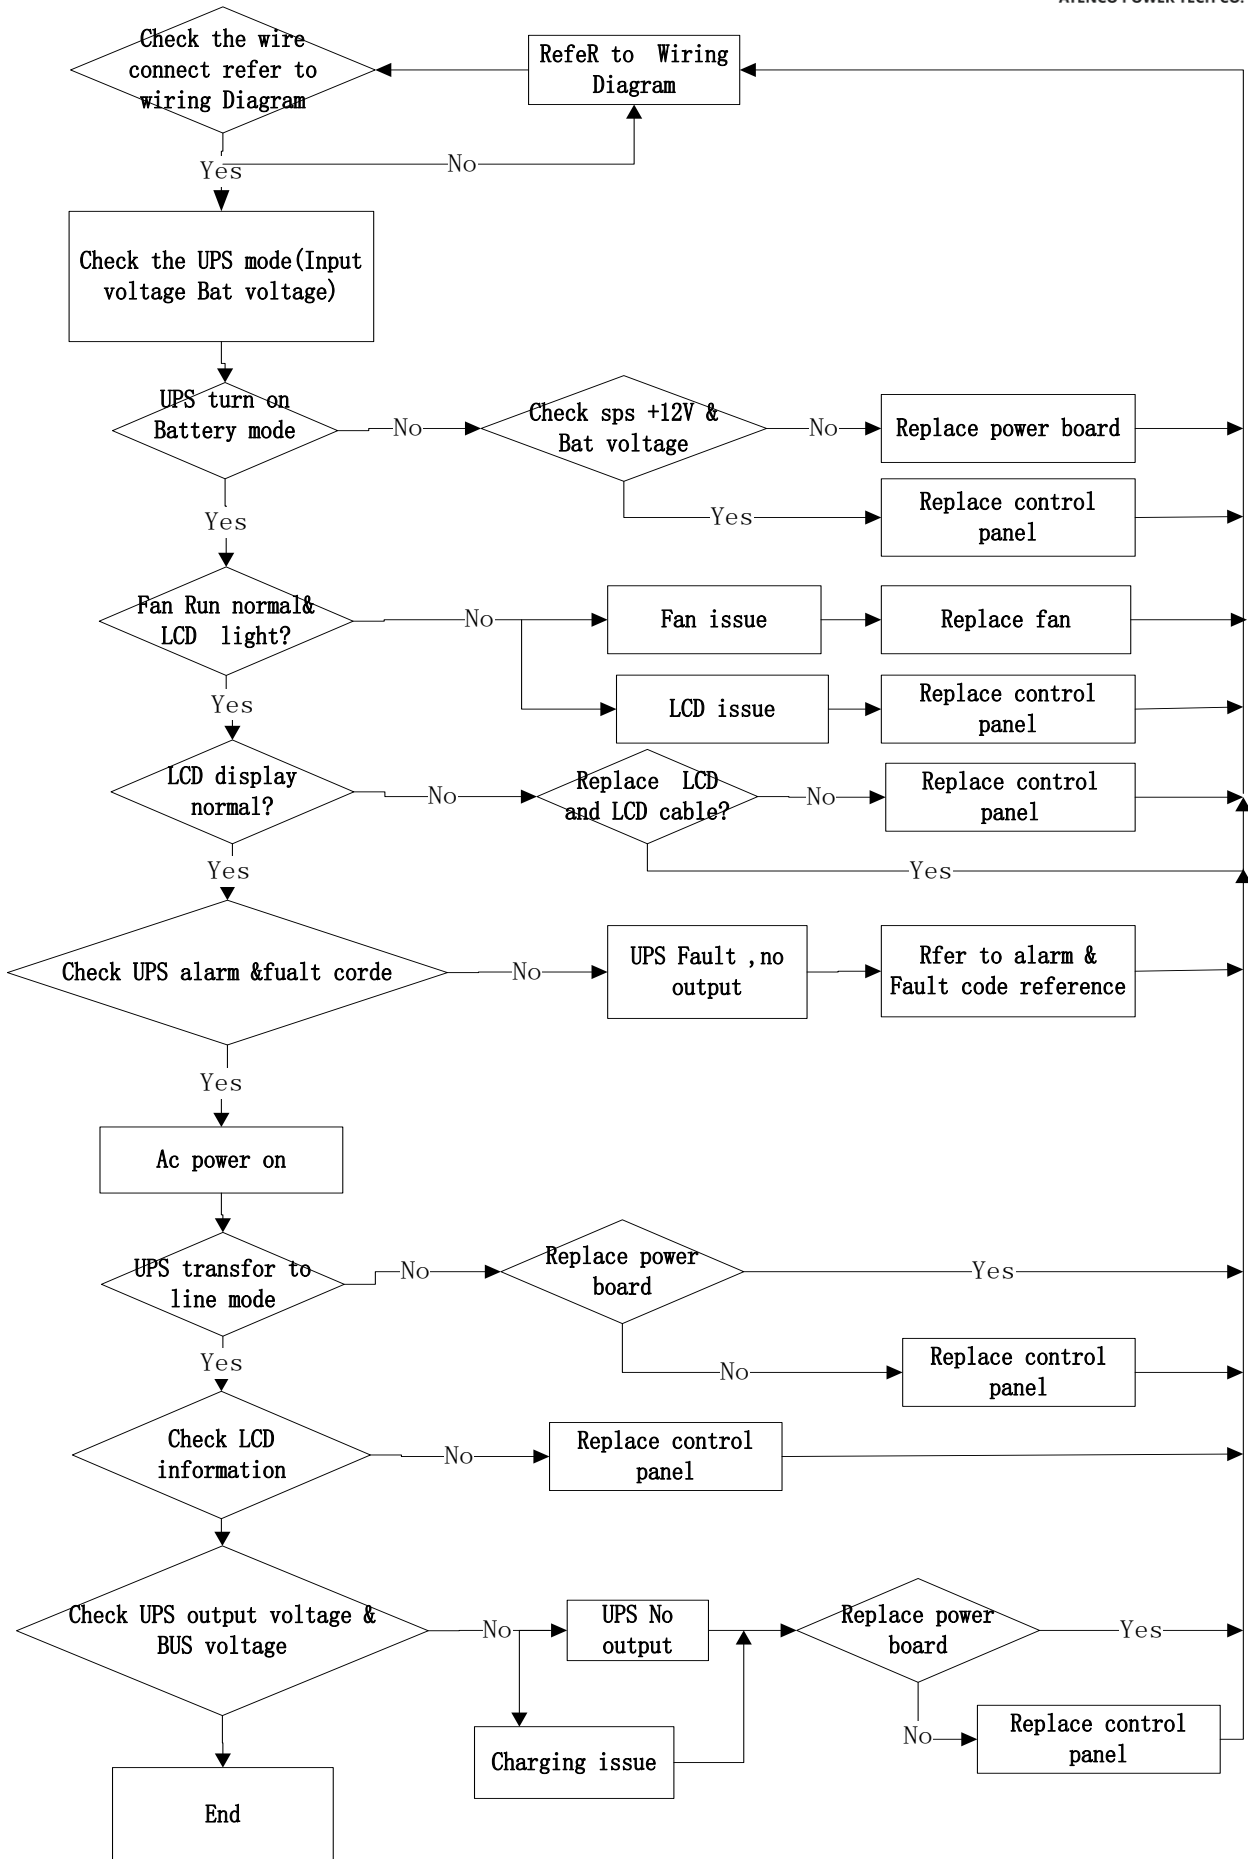 ATENCO POWER TECH CO.
Check the wire
connect refer to
wiring Diagram
RefeR to Wiring
Diagram
Yes
No
Check the UPS mode(Input
voltage Bat voltage)
UPS turn on
Battery mode
No
Check sps +12V &
Bat voltage
No
Replace power board
Yes
Yes
Replace control
panel
Fan Run normal&
LCD light?
No
Fan issue
Replace fan
Yes
LCD issue
Replace control
panel
LCD display
normal?
No
Replace LCD
and LCD cable?
No
Replace control
panel
Yes
Yes
Check UPS alarm &fualt corde
No
UPS Fault ,no
output
Rfer to alarm &
Fault code reference
Yes
Ac power on
UPS transfor to
line mode
No
Replace power
board
Yes
Yes
No
Replace control
panel
Check LCD
information
No
Replace control
panel
Check UPS output voltage &
BUS voltage
No
UPS No
output
Replace power
board
Yes
Charging issue
No
Replace control
panel
End